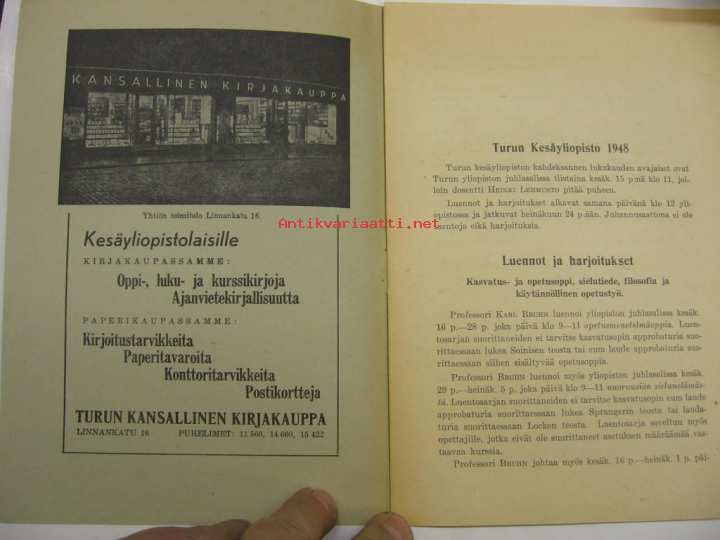 KANSALLINEN KIRJAKAUPPA
Yhtiön toimitalo Linnankatu 16.
Kesäyliopistolaisille
KIRJAKAUPASSAMME:
Oppi-, luku- ja kurssikirjoja
Ajanvietekirjallisuutta
PAPERIKAUPASSAMME:
Kirjoitustarvikkeita
Paperitavaroita
Konttoritarvikkeita
Postikortteja
TURUN KANSALLINEN KIRJAKAUPPA
LINNANKATU 16 PUHELIMET: 11 560, 14 600, 15 422
Antikvariaatti.net
Turun Kesäyliopisto 1948
Turun kesäyliopiston kahdeksannen lukukauden avajaiset ovat
Turun yliopiston juhlasalissa tiistaina kesäk. 15 p:nä klo 11, jol-
loin dosentti HEIKKI LEHMUSTO pitää puheen.
Luennot ja harjoitukset alkavat samana päivänä klo 12 yli-
opistossa ja jatkuvat heinäkuun 24 p:ään. Juhannusaattona ei ole
luentoja eikä harjoituksia.
Luennot ja harjoitukset
Kasvatus- ja opetusoppi, sielutiede, filosofia ja
käytännöllinen opetustyö.
Professori KARL BRUHN luennoi yliopiston juhlasalissa kesäk.
16 p.—28 p. joka päivä klo 9—11 opetusmenetelmäoppia. Luen-
tosarjan suorittaneiden ei tarvitse kasvatusopin approbaturia suo-
rittaessaan lukea Soinisen teosta tai cum laude approbaturia suo-
rittaessaan siihen sisältyvää opetusoppia.
Professori BRUHN luennoi myös yliopiston juhlasalissa kesäk.
29 p.—heinäk. 5 p. joka päivä klo 9—11 nuoruusiän sielunelämäs-
tä. Luentosarjan suorittaneiden ei tarvitse kasvatusopin cum laude
approbaturia suorittaessaan lukea Sprangerin teosta tai lauda-
turia suorittaessaan Locken teosta. Luentosarja soveltuu myös
opettajille, jotka eivät ole suorittaneet asetuksen määräämää vas-
taavaa kurssia.
Professori BRUHN johtaa myös kesäk. 16 p.—heinäk. 1 p. päi-